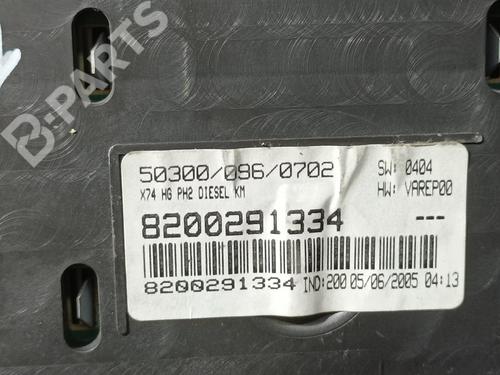 B-PARTS
50300/096/0702
SW: 0404
X74 HG PH2 DIESEL KM
HW: VAREP00
8200291334
---
8200291334 IND:200 05/06/2005 04:13